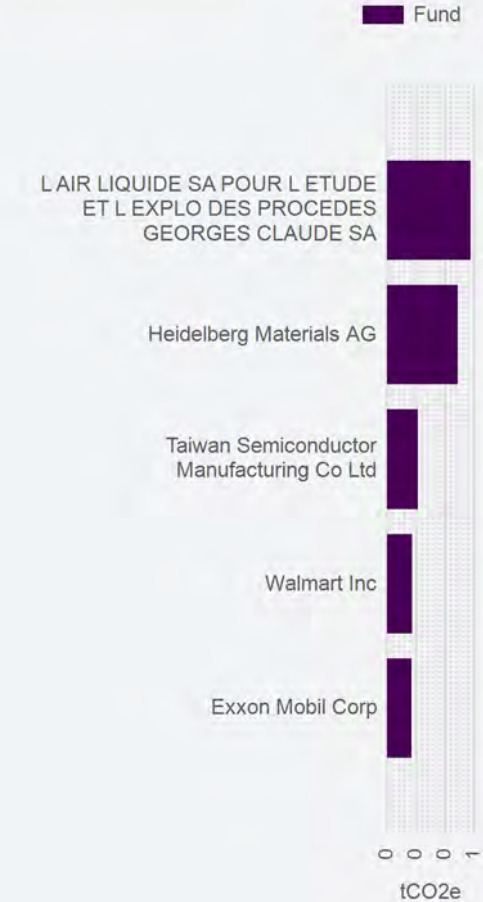 Fund
L AIR LIQUIDE SA POUR L ETUDE
ET L EXPLO DES PROCEDES
GEORGES CLAUDE SA
Heidelberg Materials AG
Taiwan Semiconductor
Manufacturing Co Ltd
Walmart Inc
Exxon Mobil Corp
0 0 0 1
tCO2e